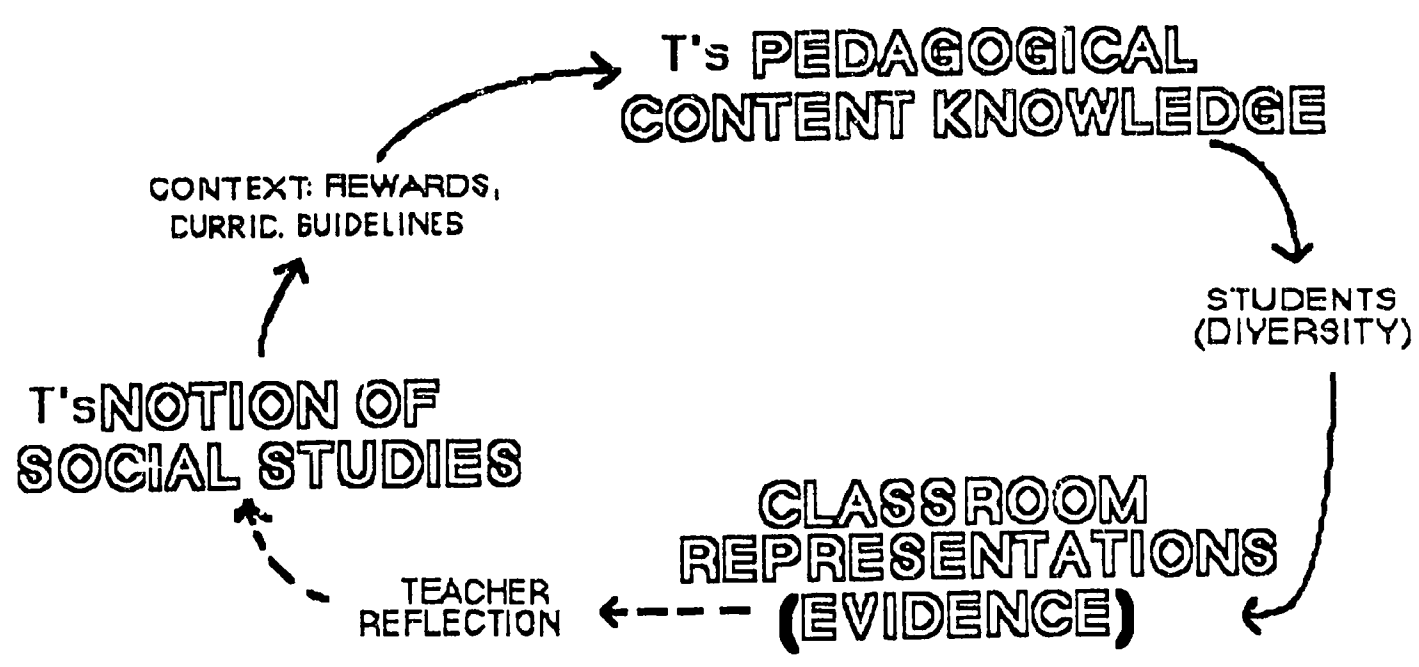 T's PEDAGOGICAL
CONTENT KNOWLEDGE
CONTEXT: REWARDS,
CURRIC. GUIDELINES
STUDENTS
(DIVERSITY)
T's NOTION OF
SOCIAL STUDIES
CLASSROOM
REPRESENTATIONS
(EVIDENCE)
TEACHER
REFLECTION